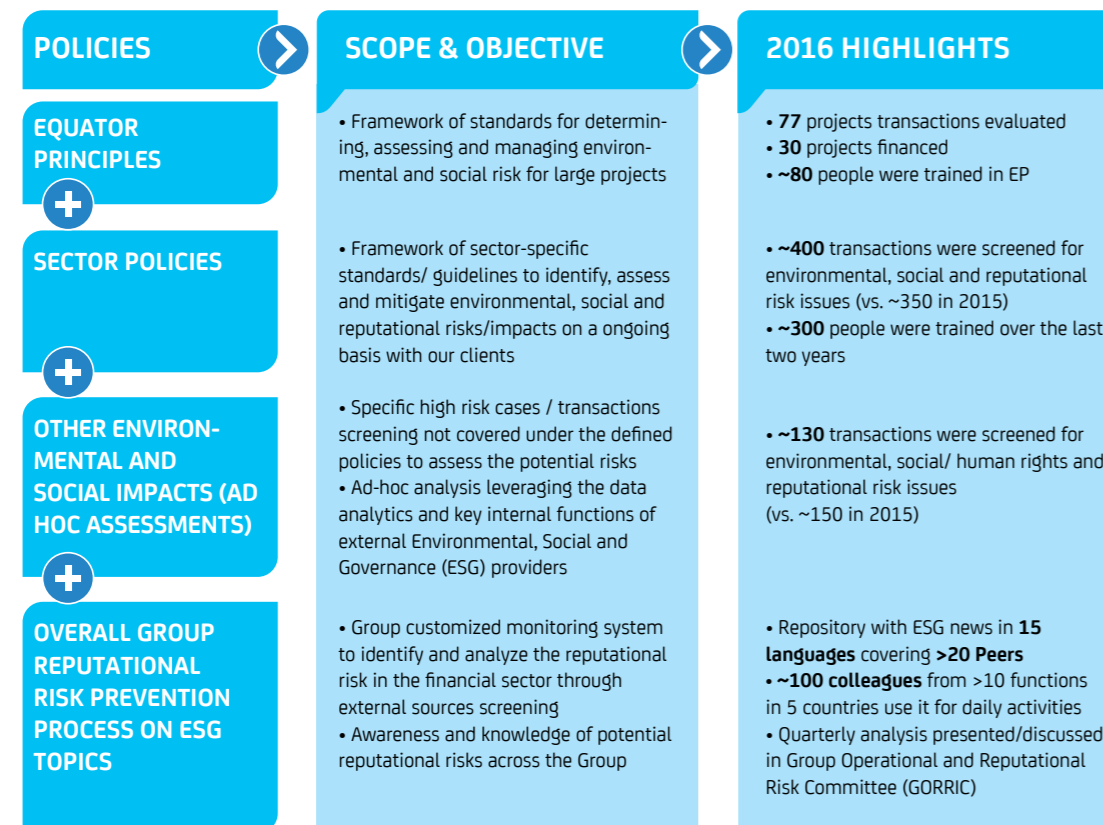 POLICIES
SCOPE & OBJECTIVE
2016 HIGHLIGHTS
EQUATOR
PRINCIPLES
• Framework of standards for determin-
ing, assessing and managing environ-
mental and social risk for large projects
• 77 projects transactions evaluated
• 30 projects financed
• ~80 people were trained in EP
SECTOR POLICIES
• Framework of sector-specific
standards/ guidelines to identify, assess
and mitigate environmental, social and
reputational risks/impacts on a ongoing
basis with our clients
• ~400 transactions were screened for
environmental, social and reputational
risk issues (vs. ~350 in 2015)
• ~300 people were trained over the last
two years
OTHER ENVIRON-
MENTAL AND
SOCIAL IMPACTS (AD
HOC ASSESSMENTS)
• Specific high risk cases / transactions
screening not covered under the defined
policies to assess the potential risks
• Ad-hoc analysis leveraging the data
analytics and key internal functions of
external Environmental, Social and
Governance (ESG) providers
• ~130 transactions were screened for
environmental, social/ human rights and
reputational risk issues
(vs. ~150 in 2015)
OVERALL GROUP
REPUTATIONAL
RISK PREVENTION
PROCESS ON ESG
TOPICS
• Group customized monitoring system
to identify and analyze the reputational
risk in the financial sector through
external sources screening
• Awareness and knowledge of potential
reputational risks across the Group
• Repository with ESG news in 15
languages covering >20 Peers
• ~100 colleagues from >10 functions
in 5 countries use it for daily activities
• Quarterly analysis presented/discussed
in Group Operational and Reputational
Risk Committee (GORRIC)